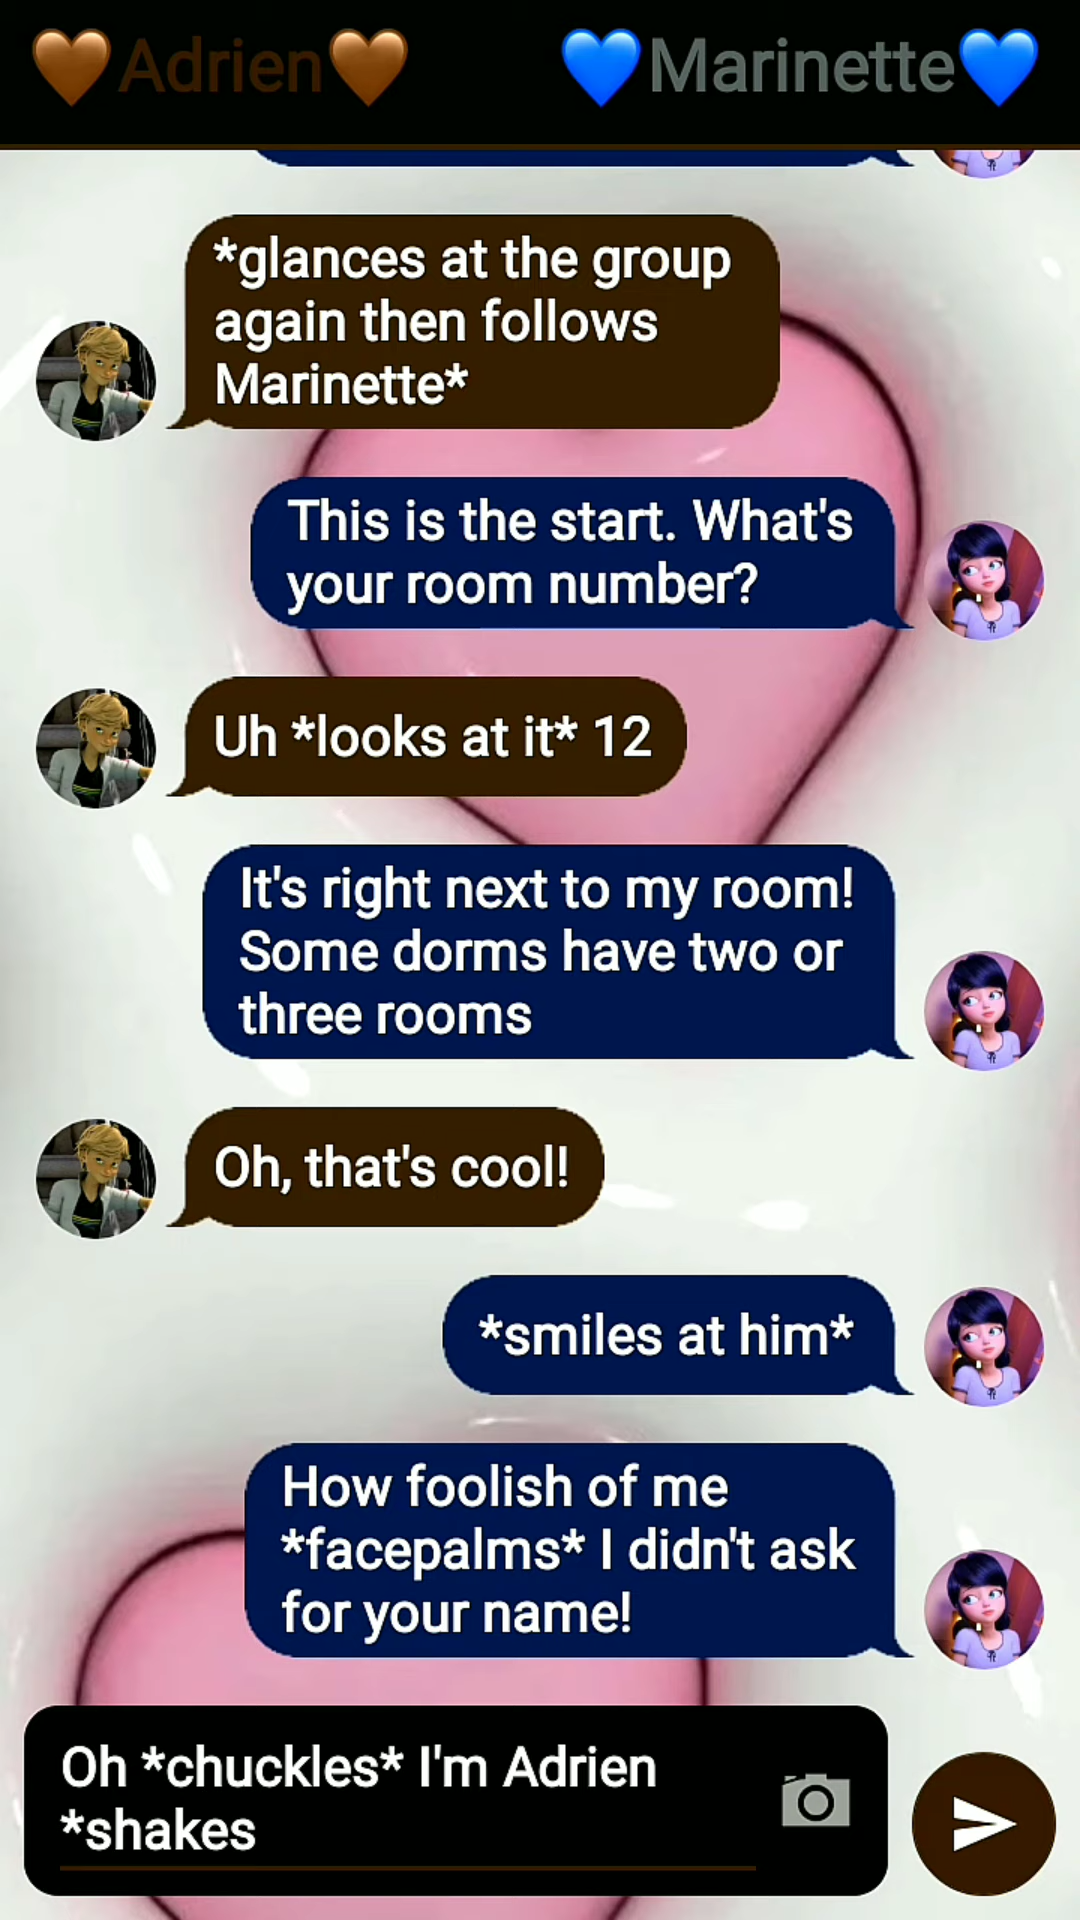 🧡Adrien🧡 💙Marinette💙
*glances at the group
again then follows
Marinette*
This is the start. What's
your room number?
Uh *looks at it* 12
It's right next to my room!
Some dorms have two or
three rooms
Oh, that's cool!
*smiles at him*
How foolish of me
*facepalms* I didn't ask
for your name!
Oh *chuckles* I'm Adrien
*shakes